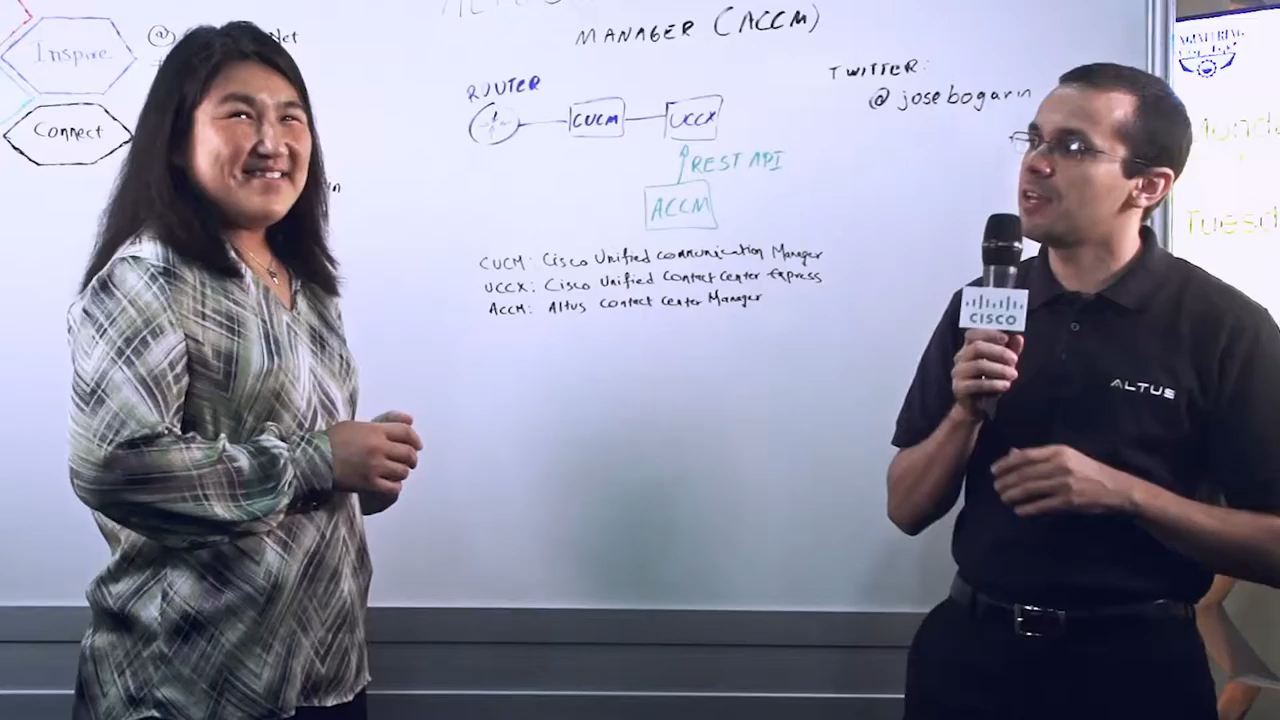 Inspire
Connect
MANAGER (ACCM)
ROUTER
CUCM
UCCX
REST API
ACCM
CUCM: Cisco Unified communication Manager
UCCX: Cisco Unified Contact Center Express
ACCM: Altus Contact Center Manager
TWITTER:
@josebogarin
CISCO
ALTUS